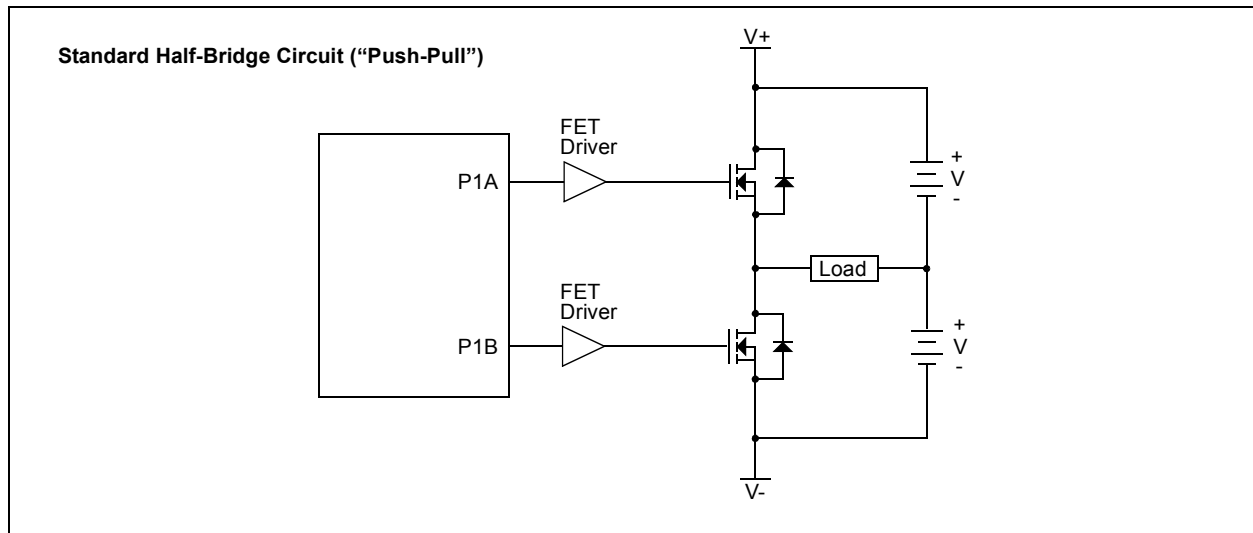 Standard Half-Bridge Circuit (“Push-Pull”)
V+
FET
Driver
P1A
+
V
-
Load
FET
Driver
P1B
+
V
-
V-